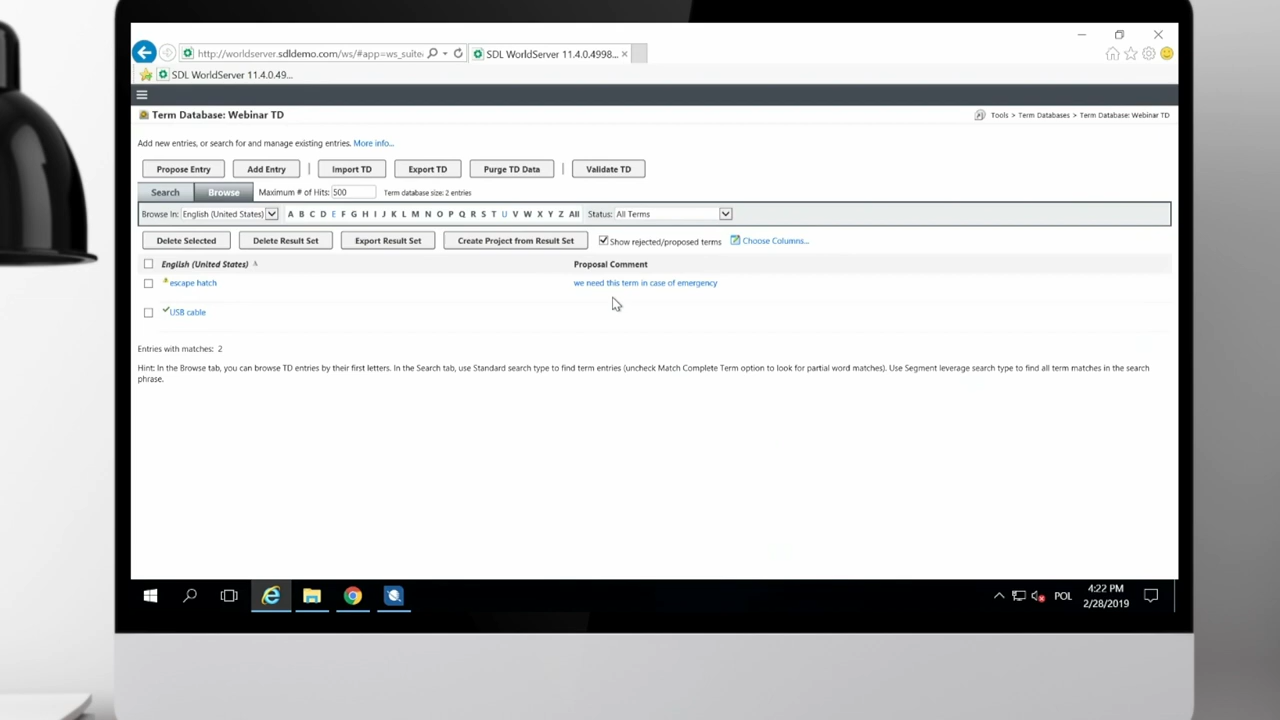 http://worldserver.sdldemo.com/ws/#app=ws_suite
SDL WorldServer 11.4.0.4998...
SDL WorldServer 11.4.0.49...
Term Database: Webinar TD
Tools > Term Databases > Term Database: Webinar TD
Add new entries, or search for and manage existing entries. More info...
Propose Entry Add Entry | Import TD Export TD Purge TD Data | Validate TD
Search Browse Maximum # of Hits: 500 Term database size: 2 entries
Browse In: English (United States) A B C D E F G H I J K L M N O P Q R S T U V W X Y Z All Status: All Terms
Delete Selected Delete Result Set Export Result Set Create Project from Result Set Show rejected/proposed terms Choose Columns...
English (United States) Proposal Comment
escape hatch we need this term in case of emergency
USB cable
Entries with matches: 2
Hint: In the Browse tab, you can browse TD entries by their first letters. In the Search tab, use Standard search type to find term entries (uncheck Match Complete Term option to look for partial word matches). Use Segment leverage search type to find all term matches in the search
phrase.
POL
4:22 PM
2/28/2019